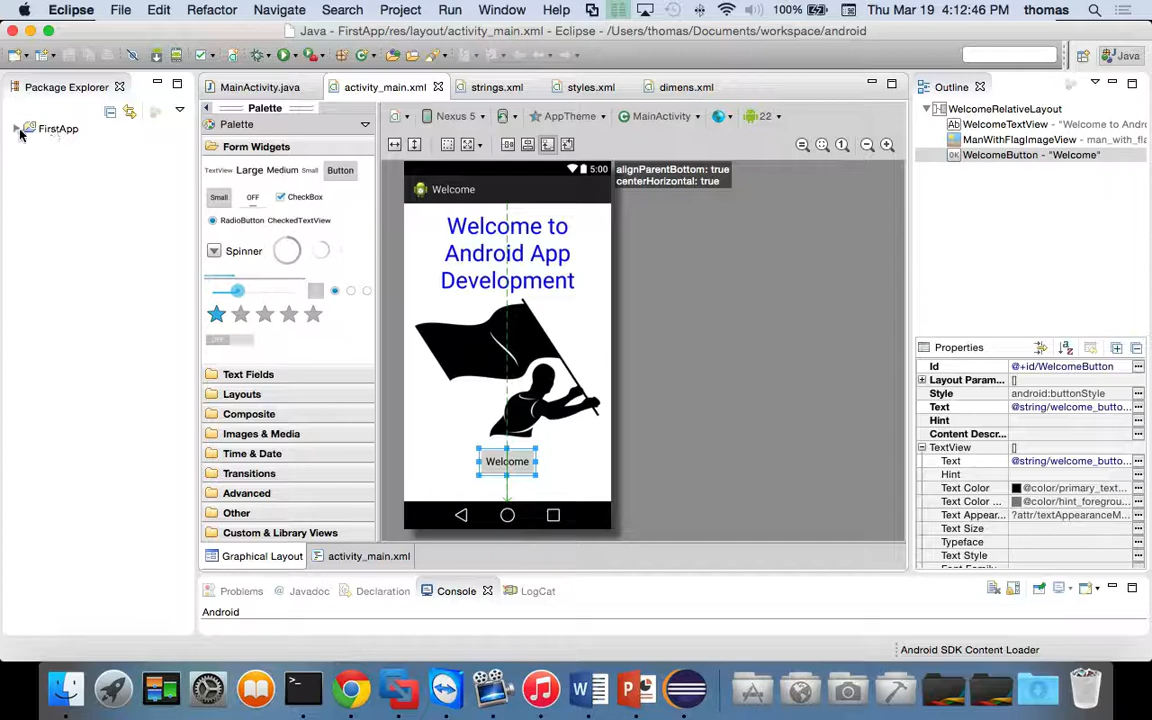 Eclipse File Edit Refactor Navigate Search Project Run Window Help 100% Thu Mar 19 4:12:46 PM thomas
Java - FirstApp/res/layout/activity_main.xml - Eclipse - /Users/thomas/Documents/workspace/android
Java
Package Explorer
FirstApp
MainActivity.java activity_main.xml strings.xml styles.xml dimens.xml
Palette
Palette
Form Widgets
TextView Large Medium Small Button
Small OFF CheckBox
RadioButton CheckedTextView
Spinner
OFF
Text Fields
Layouts
Composite
Images & Media
Time & Date
Transitions
Advanced
Other
Custom & Library Views
Graphical Layout activity_main.xml
Nexus 5 AppTheme MainActivity 22
5:00
Welcome
Welcome to
Android App
Development
Welcome
alignParentBottom: true
centerHorizontal: true
Outline
WelcomeRelativeLayout
Ab WelcomeTextView - "Welcome to Andro
ManWithFlagImageView - man_with_fla
OK WelcomeButton - "Welcome"
Properties
Id @+id/WelcomeButton
Layout Param... []
Style android:buttonStyle
Text @string/welcome_butto...
Hint
Content Descr...
TextView []
Text @string/welcome_butto...
Hint
Text Color @color/primary_text...
Text Color ... @color/hint_foregrou...
Text Appear... ?attr/textAppearanceM...
Text Size
Typeface
Text Style
Font Family
Problems Javadoc Declaration Console LogCat
Android
Android SDK Content Loader